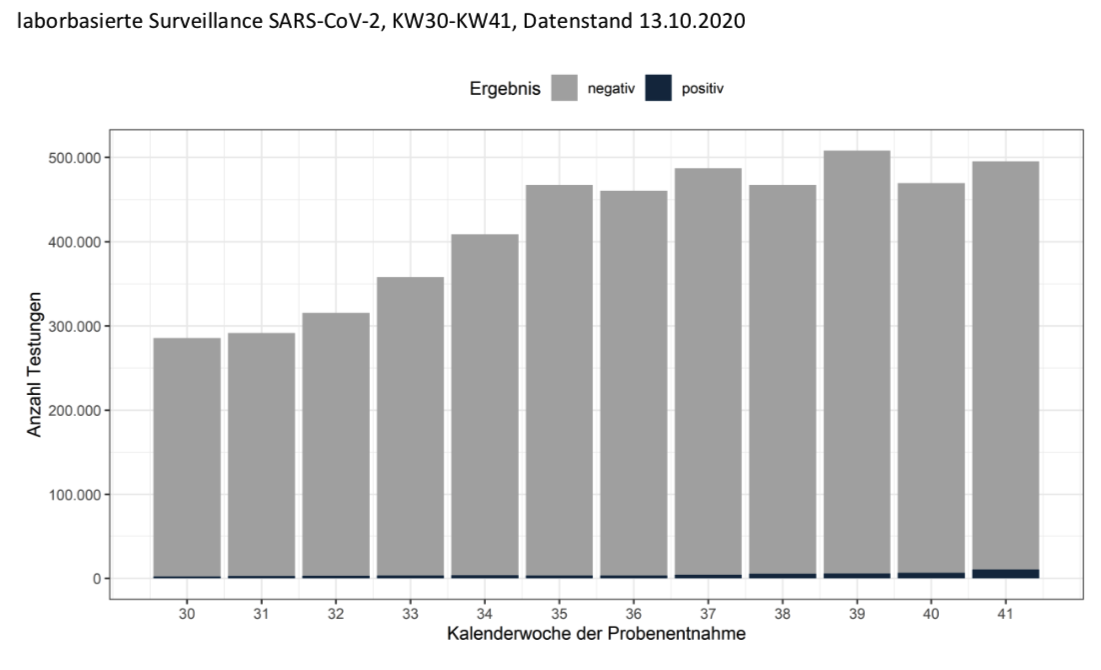 laborbasierte Surveillance SARS-CoV-2, KW30-KW41, Datenstand 13.10.2020
Ergebnis negativ positiv
Anzahl Testungen
500.000
400.000
300.000
200.000
100.000
0
30 31 32 33 34 35 36 37 38 39 40 41
Kalenderwoche der Probenentnahme